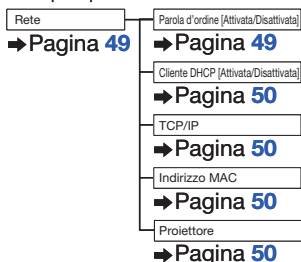 Rete
➡Pagina 49
Parola d'ordine [Attivata/Disattivata]
➡Pagina 49
Cliente DHCP [Attivata/Disattivata]
➡Pagina 50
TCP/IP
➡Pagina 50
Indirizzo MAC
➡Pagina 50
Proiettore
➡Pagina 50